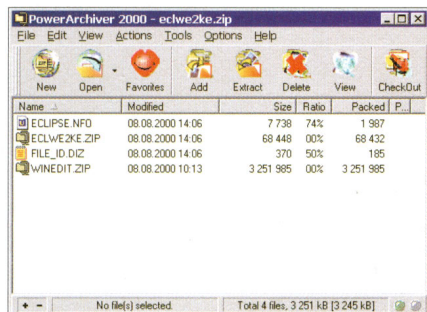 PowerArchiver 2000 - eclwe2ke.zip
File Edit View Actions Tools Options Help
New Open Favorites Add Extract Delete View CheckOut
Name Modified Size Ratio Packed P...
ECLIPSE.NFO 08.08.2000 14:06 7 738 74% 1 987
ECLWE2KE.ZIP 08.08.2000 14:06 68 448 00% 68 432
FILE_ID.DIZ 08.08.2000 14:06 370 50% 185
WINEDIT.ZIP 08.08.2000 10:13 3 251 985 00% 3 251 985
+ - No file(s) selected. Total 4 files, 3 251 kB [3 245 kB]